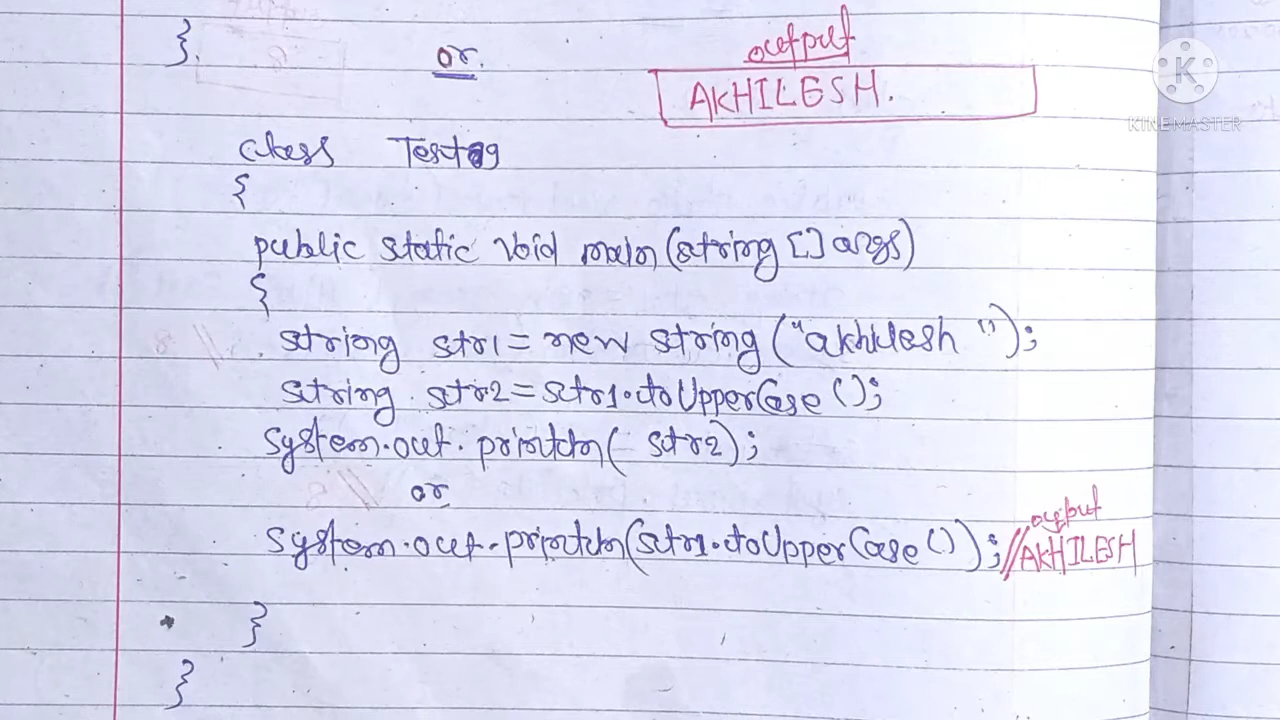 }.
or.
output
AKHILESH.
class Test
{
public static void main(string [] args)
{
string str1 = new string ("akhilesh");
string str2 = str1.toUpperCase ();
System.out.println( str2);
or
System.out.println(str1.toUpperCase()); //
output
AKHILESH
}
}
K
KINEMASTER